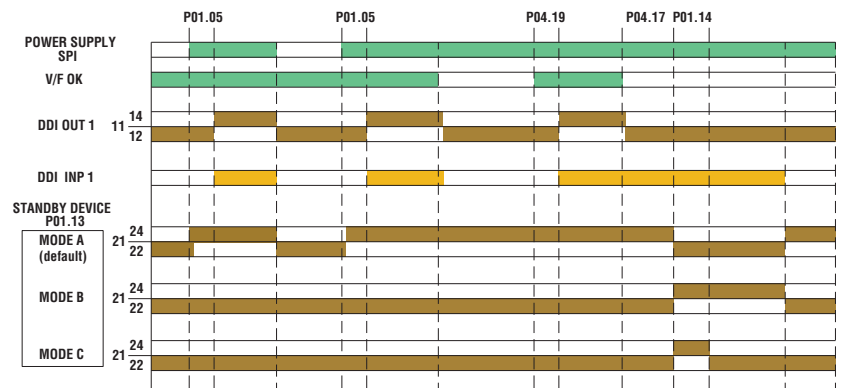 P01.05 P01.05 P04.19 P04.17 P01.14
POWER SUPPLY
SPI
V/F OK
DDI OUT 1 11 14
12
DDI INP 1
STANDBY DEVICE
P01.13
MODE A
(default)
21 24
22
MODE B 21 24
22
MODE C 21 24
22